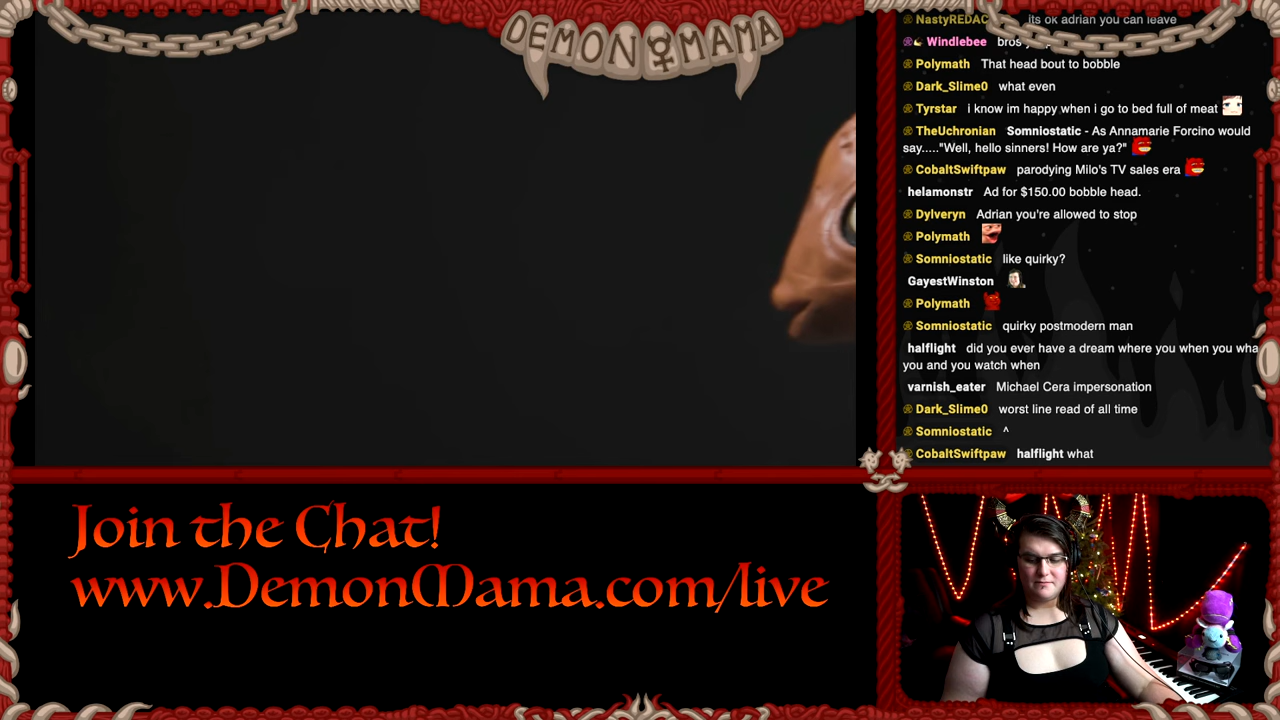 DEMON MAMA
NastyREDAC its ok adrian you can leave
Windlebee bros
Polymath That head bout to bobble
Dark_Slime0 what even
Tyrstar i know im happy when i go to bed full of meat
TheUchronian Somniostatic - As Annamarie Forcino would
say....."Well, hello sinners! How are ya?"
CobaltSwiftpaw parodying Milo's TV sales era
helamonstr Ad for $150.00 bobble head.
Dylveryn Adrian you're allowed to stop
Polymath
Somniostatic like quirky?
GayestWinston
Polymath
Somniostatic quirky postmodern man
halflight did you ever have a dream where you when you wha
you and you watch when
varnish_eater Michael Cera impersonation
Dark_Slime0 worst line read of all time
Somniostatic ^
CobaltSwiftpaw halflight what
Join the Chat!
www.DemonMama.com/live